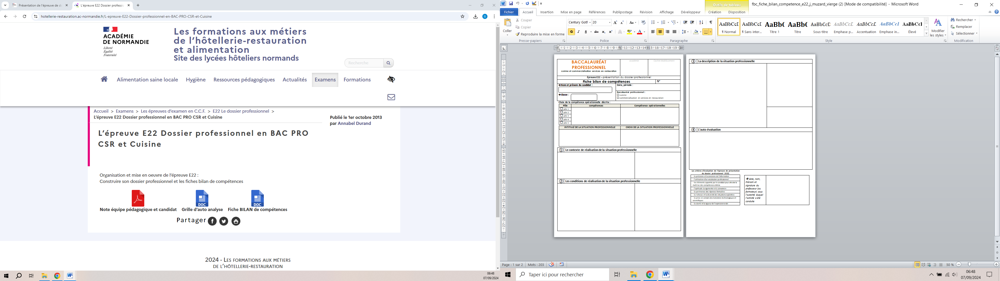 Présentation de l'épreuve de do
L'épreuve E22 Dossier professio
hotellerie-restauration.ac-normandie.fr/L-epreuve-E22-Dossier-professionnel-en-BAC-PRO-CSR-et-Cuisine
G
ACADÉMIE
DE NORMANDIE
Liberté
Égalité
Fraternité
Les formations aux métiers
de l'hôtellerie-restauration
et alimentation
Site des lycées hôteliers normands
Recherche
Alimentation saine locale Hygiène Ressources pédagogiques Actualités Examens Formations
Accueil > Examens > Les épreuves d'examen en C.C.F. > E22 Le dossier professionnel >
L'épreuve E22 Dossier professionnel en BAC PRO CSR et Cuisine
Publié le 1er octobre 2013
par Annabel Durand
L'épreuve E22 Dossier professionnel en BAC PRO
CSR et Cuisine
Organisation et mise en oeuvre de l'épreuve E22 :
Construire son dossier professionnel et les fiches bilan de compétences
DOC DOC
Note équipe pédagogique et candidat Grille d'auto analyse Fiche BILAN de compétences
Partager
2024 - Les formations aux métiers
de l'hôtellerie-restauration
06:48
07/09/2024
Outils de tableau
fbc_fiche_bilan_competence_e22_j_muzard_vierge (2) [Mode de compatibilité] - Microsoft Word
Fichier Accueil Insertion Mise en page Références Publipostage Révision Affichage Développeur Création Disposition
Coller
Couper
Copier
Reproduire la mise en forme
Presse-papiers
Century Gotl 20
G I S abc x₂ x²
Police
Paragraphe
AaBbCcI AaBbCcD AaBb( AaBb( AaBbCcD AaBbCcL AaBbCcD AaBbCcI AaBbCcI
¶ Normal ¶ Sans inter... Titre 1 Titre Sous-titre Emphase p... Accentuation Emphase in... Élevé
Style
Modifier
les styles
Rechercher
Remplacer
Sélectionner
Modification
BACCALAURÉAT
PROFESSIONNEL
cuisine et commercialisation services en restauration
académie
Cachet établissement
Epreuve E22 – présentation du dossier professionnel
Fiche bilan de compétences
N°
➔Nom et prénom du candidat :
Date, période :
➔Classe :
Baccalauréat professionnel :
☐ cuisine
☐ commercialisation et services en restauration
Choix de la compétence opérationnelle décrite :
Pôle compétences Compétence opérationnelles
☐ pôle 1
☐ pôle 2
☐ pôle 3
☐ pôle 4
☐ pôle 5
INTITULÉ DE LA SITUATION PROFESSIONNELLE CHOIX DE LA SITUATION PROFESSIONNELLE
① Le contexte de réalisation de la situation professionnelle
② Les conditions de réalisation de la situation professionnelle
③ La description de la situation professionnelle
④ L'auto-évaluation
Les critères d'évaluation de l'épreuve de présentation
du dossier professionnel (E22)
- la précision et la concision de l'information
- l'utilisation d'un vocabulaire professionnel
- les éléments apportés par le candidat pour attester la
maîtrise des compétences ciblées
- l'aptitude à argumenter et à convaincre
- la pertinence des réponses formulées
- la richesse et la diversité des situations explorées
- la prise en compte des évolutions technologiques et
scientifiques
- la clarté et la rigueur de l'expression orale
➔ date, nom,
Prénom et
signature du
professeur (ou
formateur) sous
l'autorité duquel
l'activité a été
conduite
Page : 1 sur 2 Mots : 203
50 %
Taper ici pour rechercher
06:48
07/09/2024